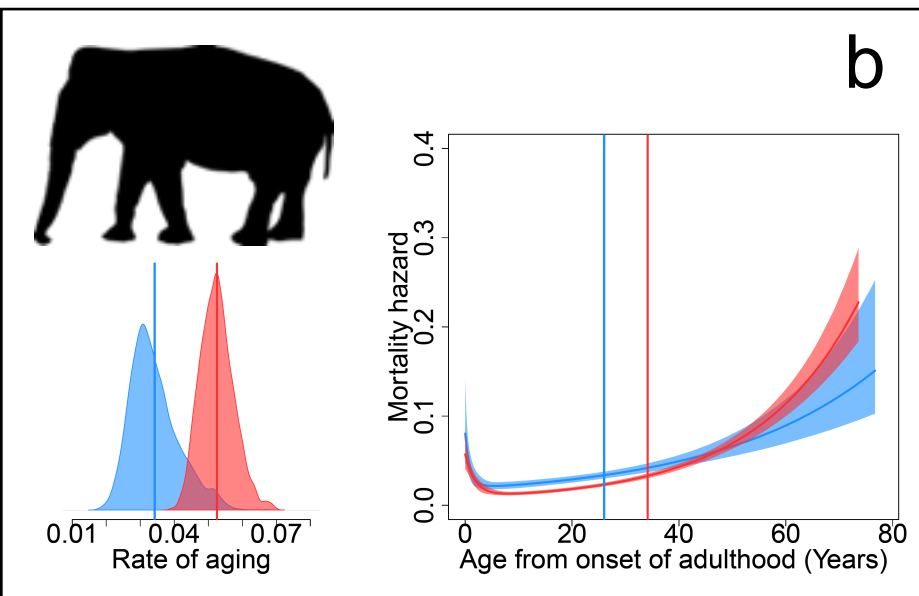 b
0.01 0.04 0.07
Rate of aging
Mortality hazard
0.4
0.3
0.2
0.1
0.0
0 20 40 60 80
Age from onset of adulthood (Years)